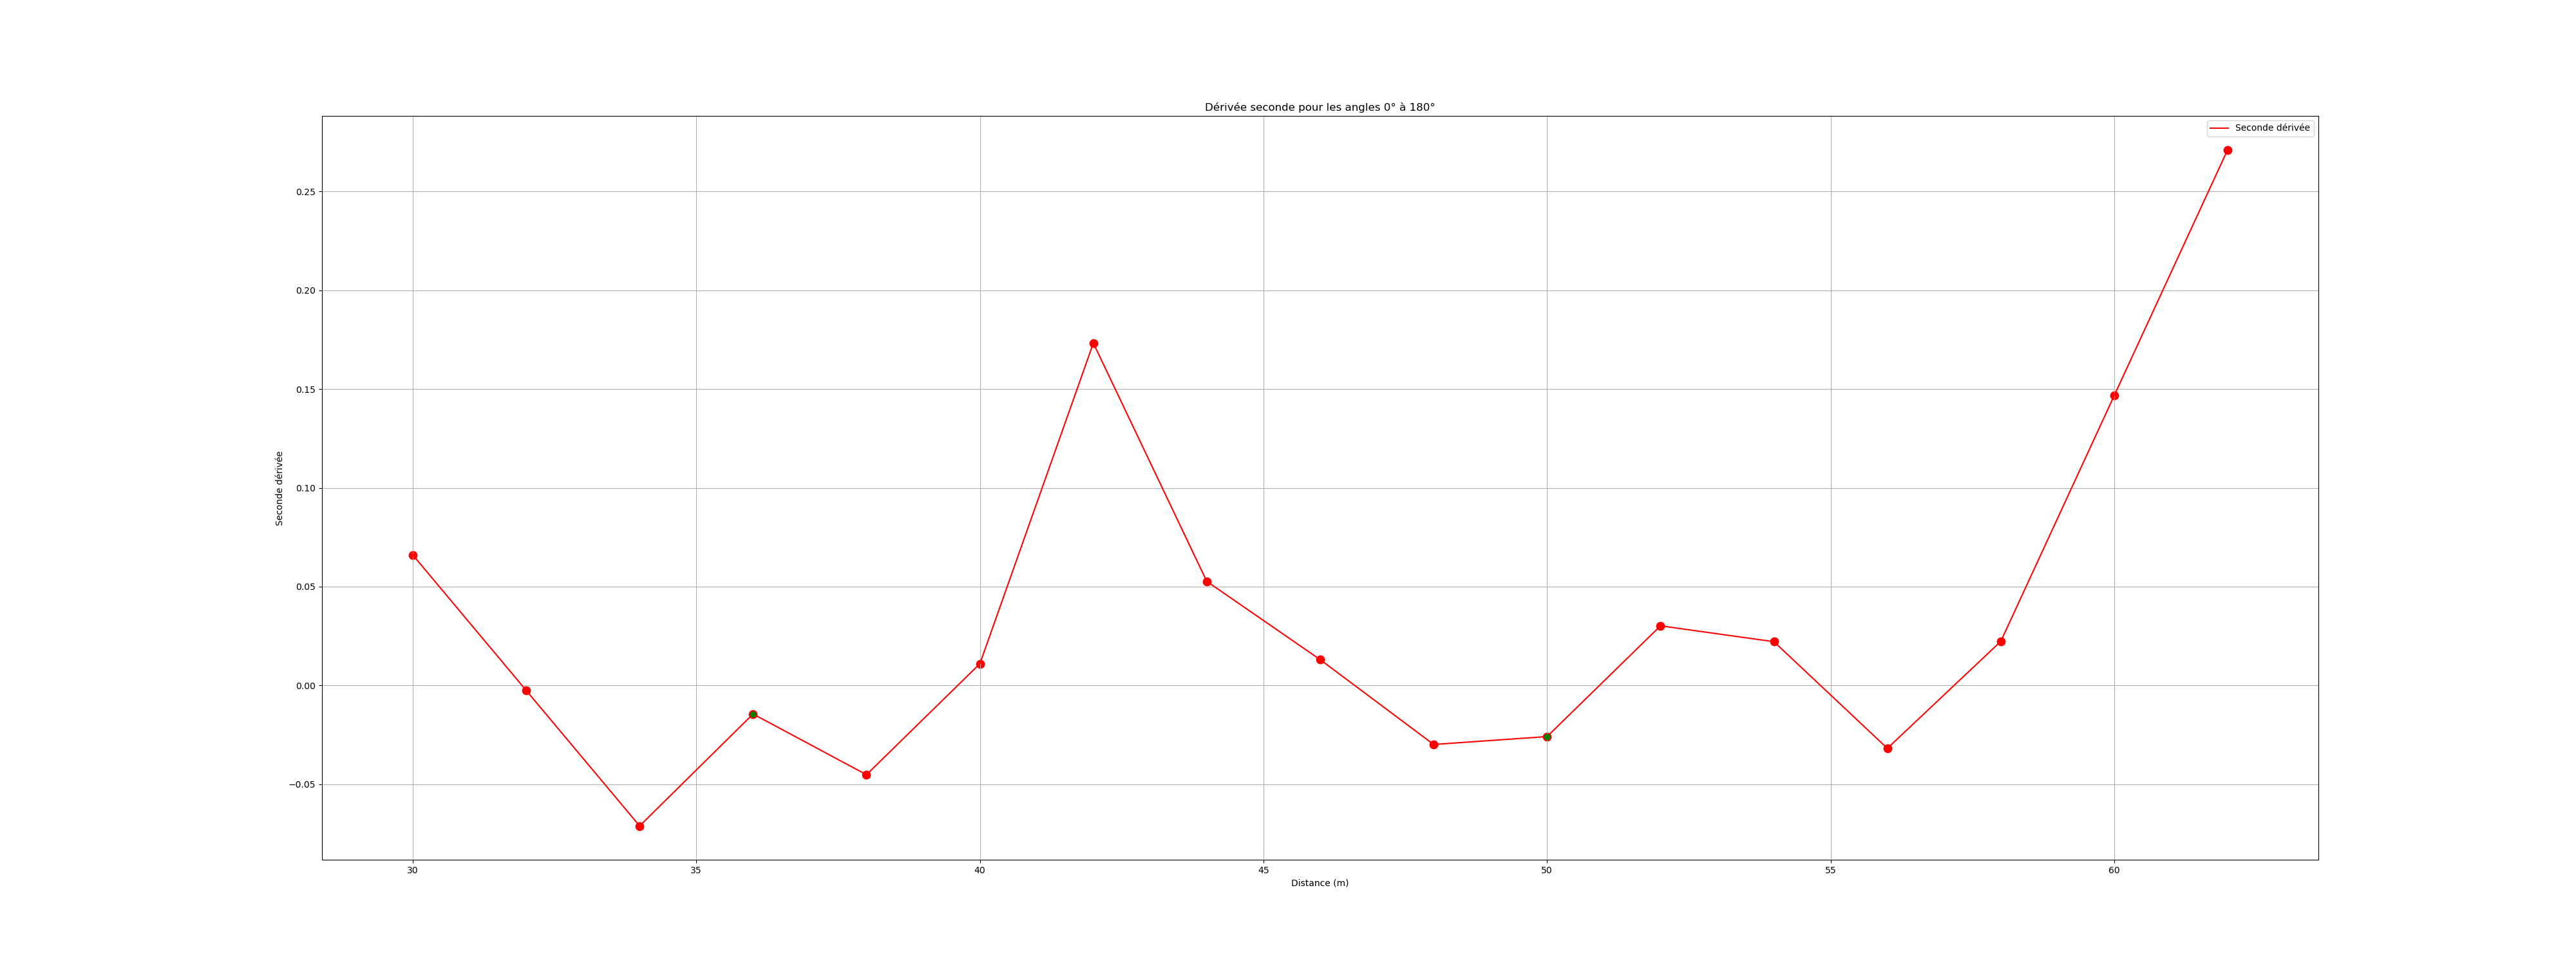 Dérivée seconde pour les angles 0° à 180°
Seconde dérivée
0.25
0.20
0.15
0.10
0.05
0.00
−0.05
Seconde dérivée
30 35 40 45 50 55 60
Distance (m)